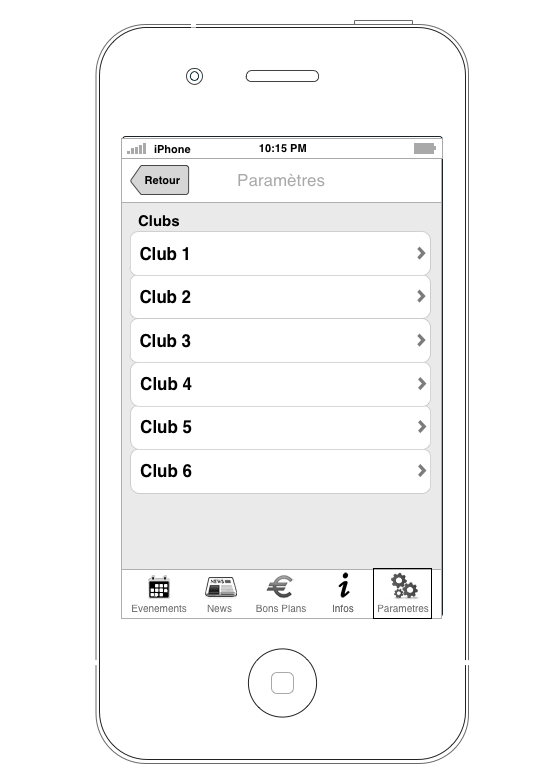 iPhone 10:15 PM
Retour Paramètres
Clubs
Club 1
Club 2
Club 3
Club 4
Club 5
Club 6
NEWS
Evenements News Bons Plans Infos Parametres